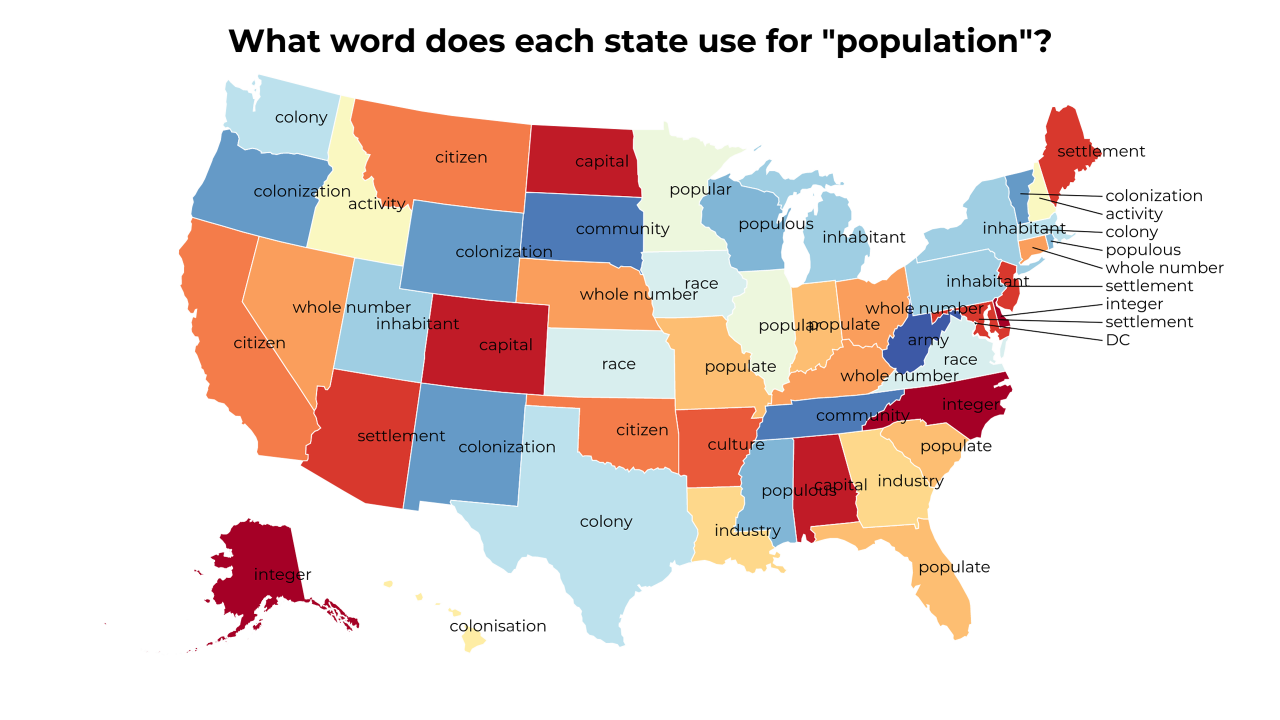 What word does each state use for "population"?
colony
citizen
capital
settlement
popular
colonization
activity
colonization
activity
community
populous
inhabitant
inhabitant
colony
populous
colonization
whole number
race
inhabitant
settlement
whole number
whole number
integer
inhabitant
popular
populate
settlement
citizen
capital
army
DC
race
race
populate
whole number
integer
settlement
colonization
citizen
community
culture
populate
populous
capital
industry
colony
industry
populate
integer
colonisation